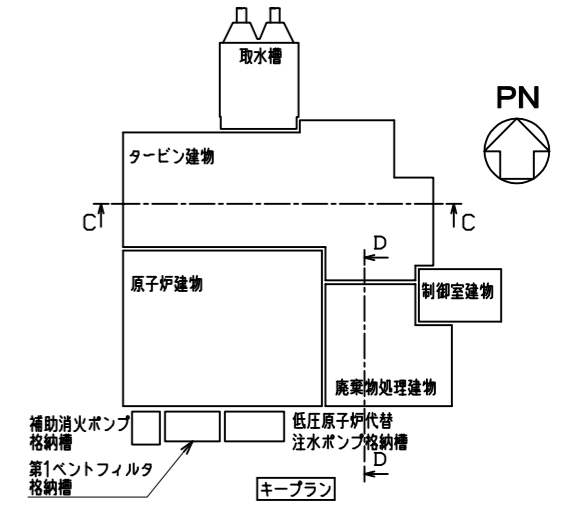 取水槽
PN
タービン建物
C
C
D
原子炉建物
制御室建物
廃棄物処理建物
補助消火ポンプ
格納槽
低圧原子炉代替
注水ポンプ格納槽
第1ベントフィルタ
格納槽
D
キープラン